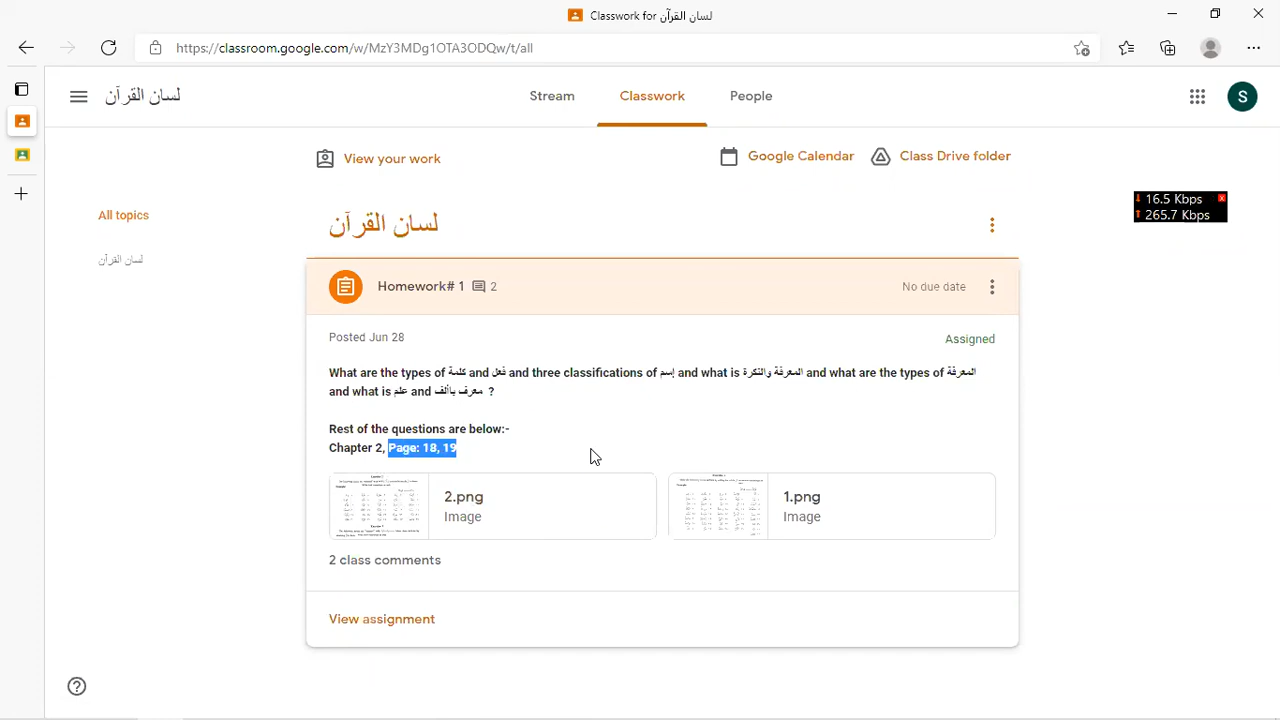 Classwork for لسان القرآن
https://classroom.google.com/w/MzY3MDg1OTA3ODQw/t/all
لسان القرآن
Stream
Classwork
People
S
View your work
Google Calendar
Class Drive folder
16.5 Kbps
265.7 Kbps
All topics
لسان القرآن
لسان القرآن
Homework# 1
2
No due date
Posted Jun 28
Assigned
What are the types of كلمة and فعل and three classifications of إسم and what is المعرفة والنكرة and what are the types of المعرفة
and what is علم and معرف باألف ?
Rest of the questions are below:-
Chapter 2, Page: 18, 19
2.png
Image
1.png
Image
2 class comments
View assignment